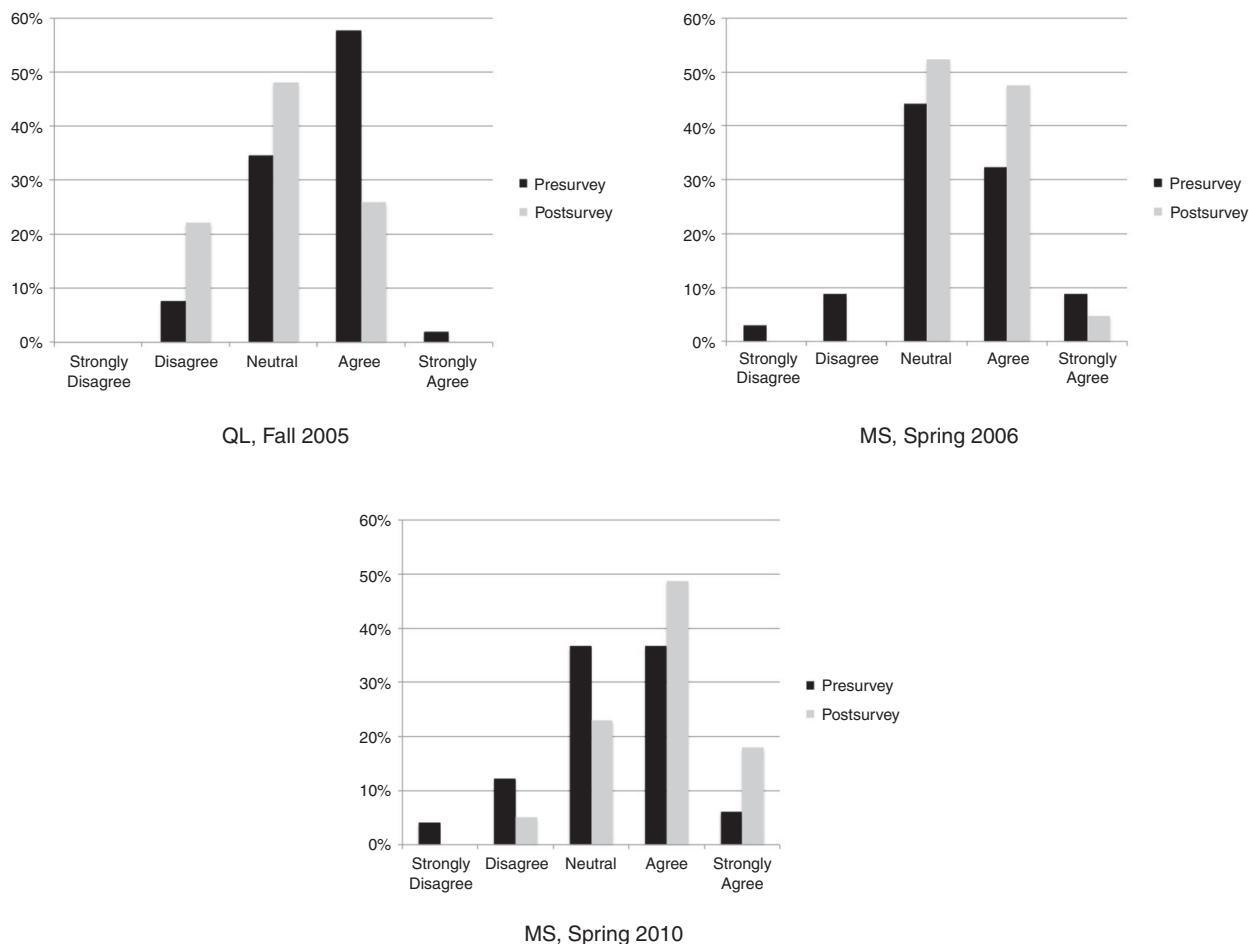 60%
50%
40%
30%
20%
10%
0%
Strongly
Disagree
Disagree
Neutral
Agree
Strongly
Agree
Presurvey
Postsurvey
QL, Fall 2005
60%
50%
40%
30%
20%
10%
0%
Strongly
Disagree
Disagree
Neutral
Agree
Strongly
Agree
Presurvey
Postsurvey
MS, Spring 2006
60%
50%
40%
30%
20%
10%
0%
Strongly
Disagree
Disagree
Neutral
Agree
Strongly
Agree
Presurvey
Postsurvey
MS, Spring 2010